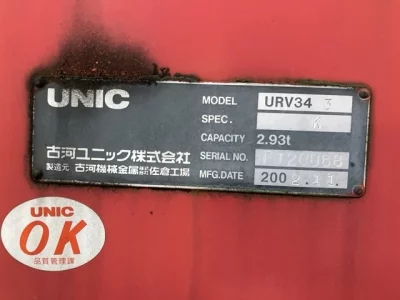 UNIC
MODEL URV34 3
SPEC. K
CAPACITY 2.93t
古河ユニック株式会社
SERIAL NO.
製造元 古河機械金属株式会社佐倉工場
MFG.DATE 200
UNIC
OK
品質管理課